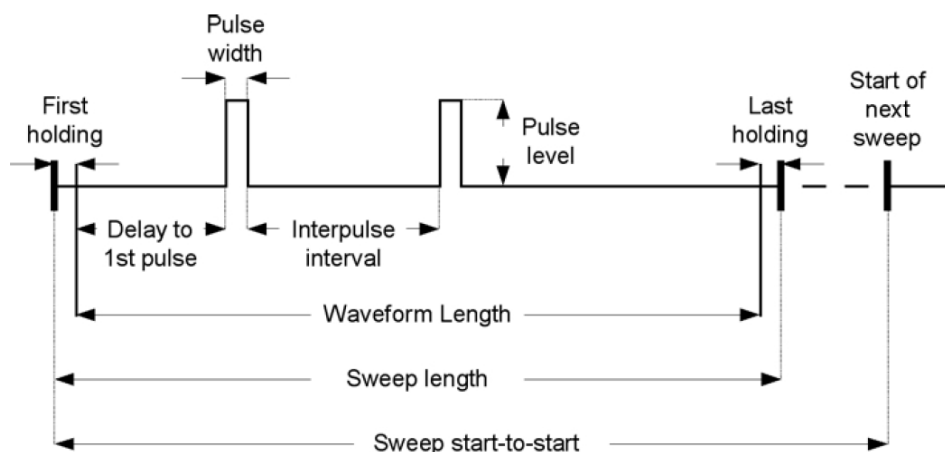 Pulse
width
First
holding
Pulse
level
Last
holding
Start of
next
sweep
Delay to
1st pulse
Interpulse
interval
Waveform Length
Sweep length
Sweep start-to-start